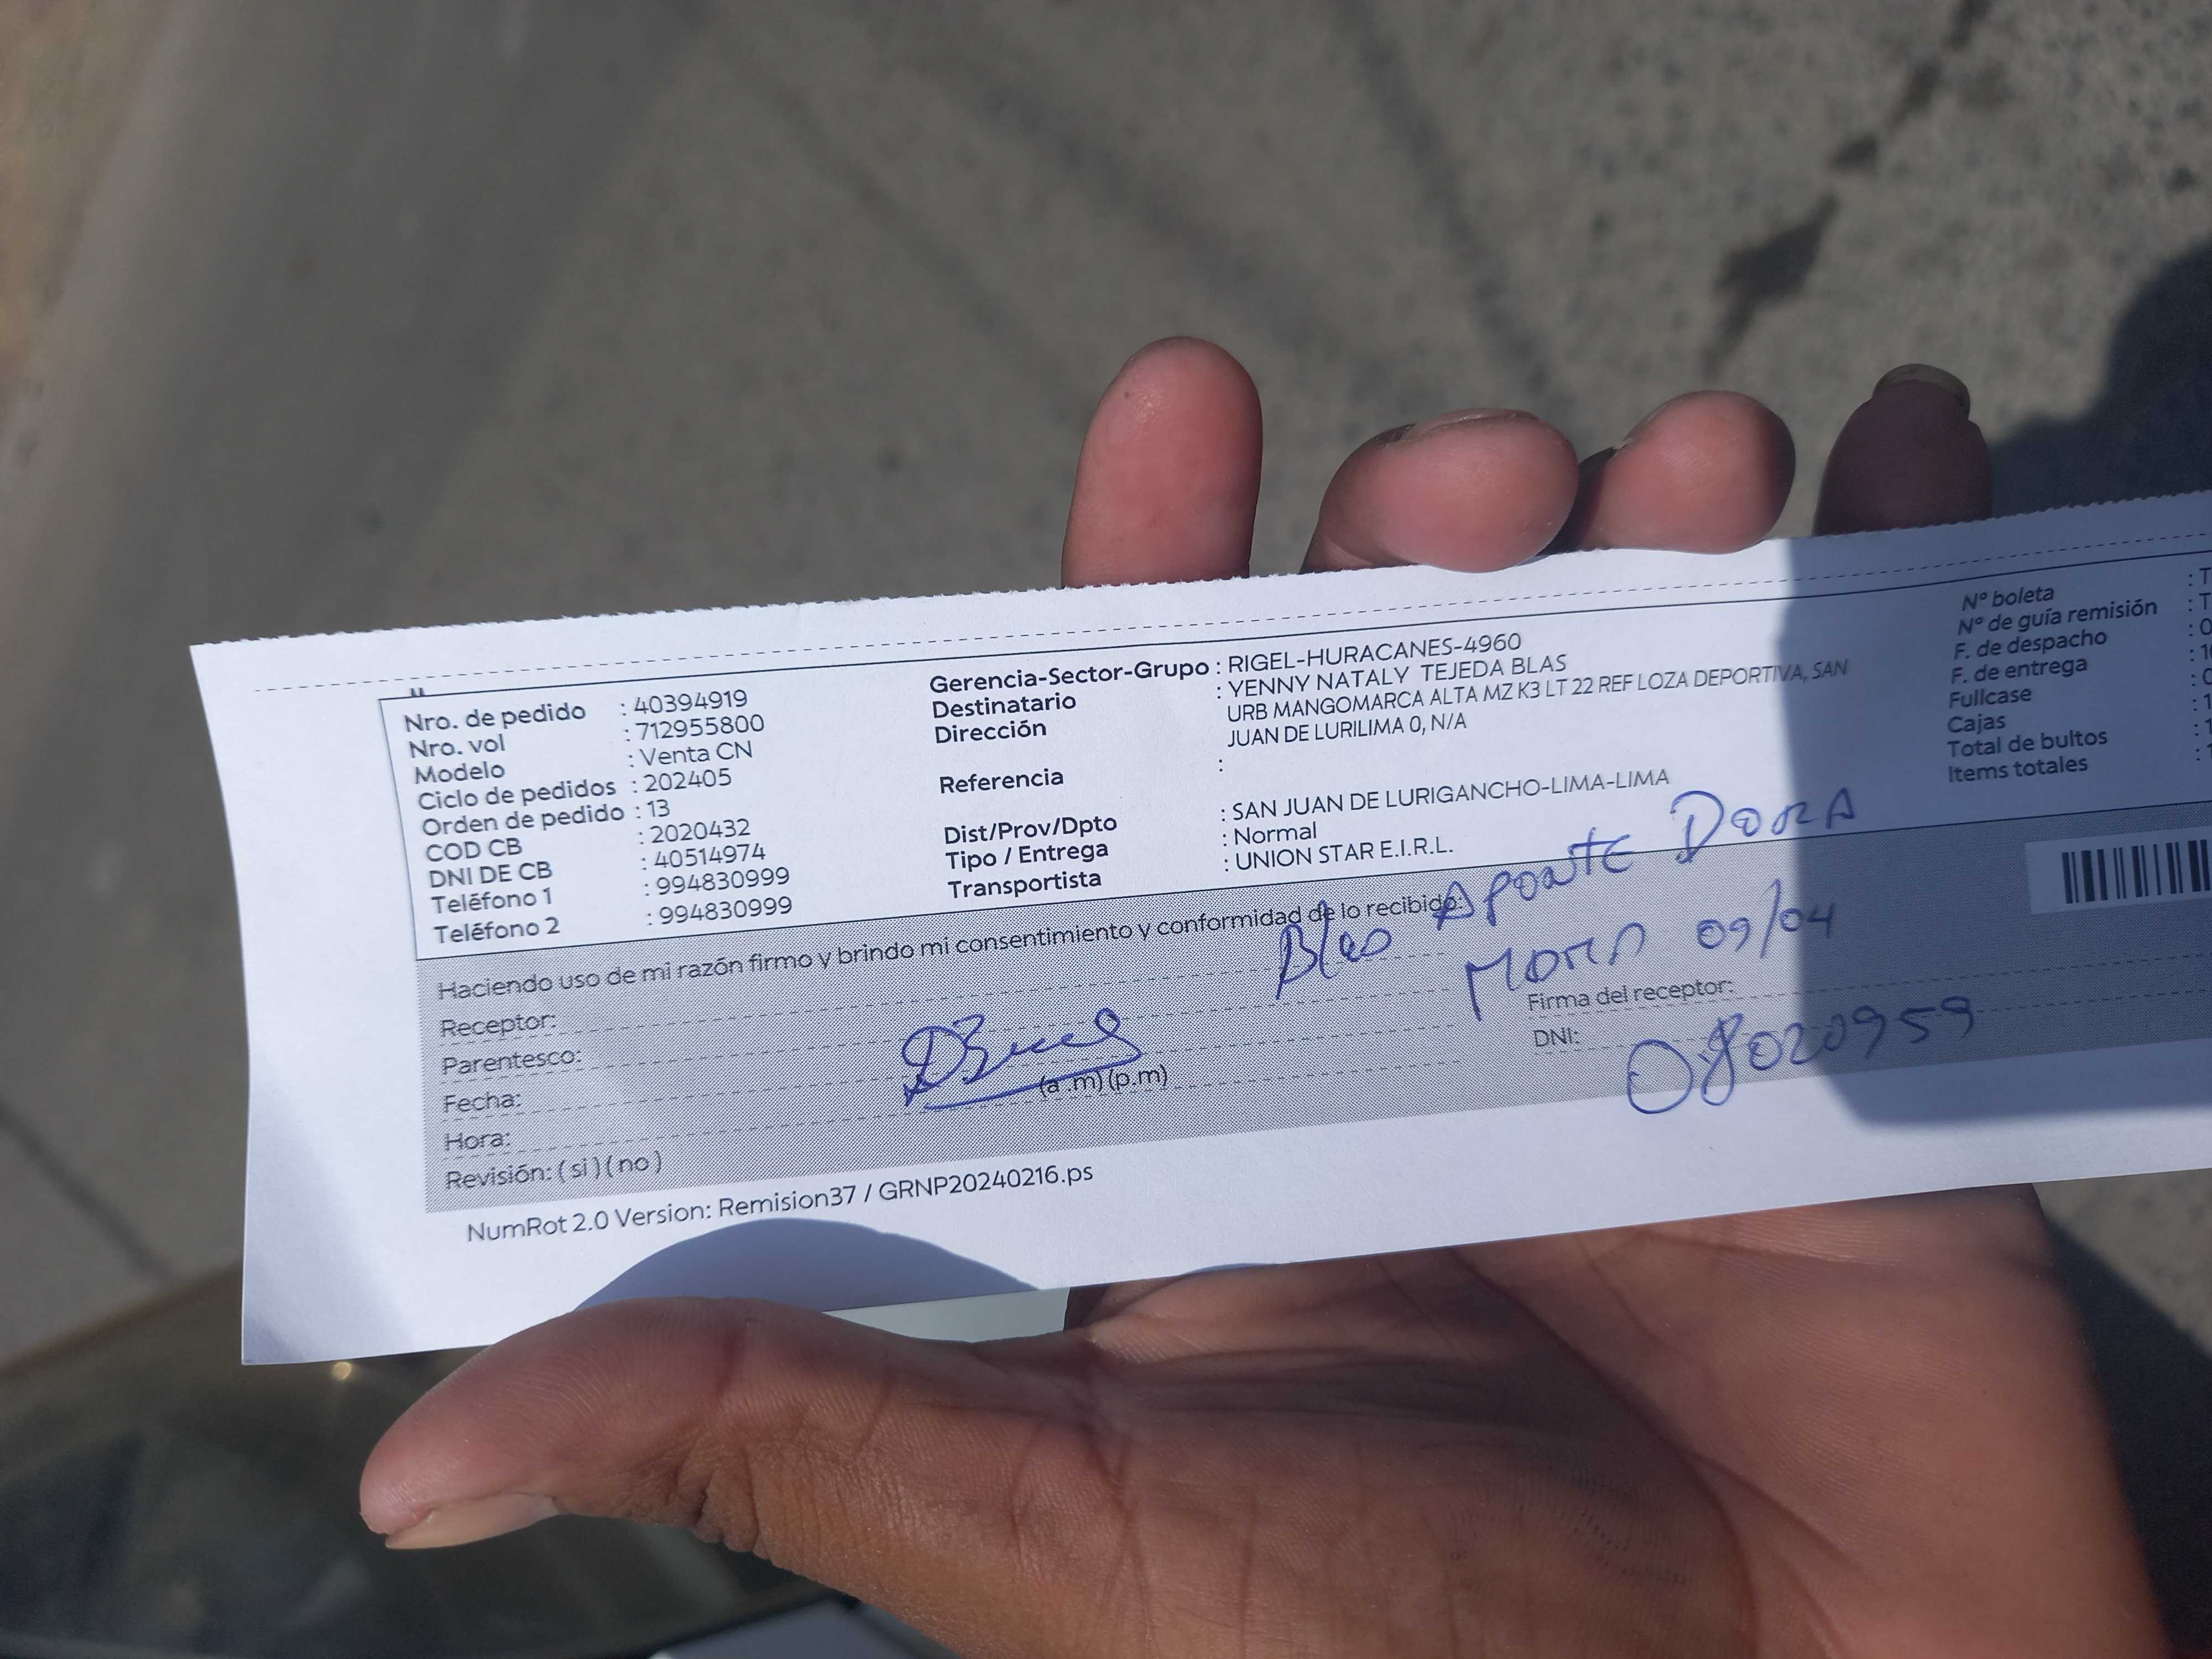 Nro. de pedido : 40394919
Nro. vol : 712955800
Modelo : Venta CN
Ciclo de pedidos : 202405
Orden de pedido : 13
COD CB : 2020432
DNI DE CB : 40514974
Teléfono 1 : 994830999
Teléfono 2 : 994830999
Gerencia-Sector-Grupo : RIGEL-HURACANES-4960
Destinatario : YENNY NATALY TEJEDA BLAS
Dirección : URB MANGOMARCA ALTA MZ K3 LT 22 REF LOZA DEPORTIVA, SAN
JUAN DE LURILIMA 0, N/A
Referencia :
Dist/Prov/Dpto : SAN JUAN DE LURIGANCHO-LIMA-LIMA
Tipo / Entrega : Normal
Transportista : UNION STAR E.I.R.L.
Nº boleta : T
Nº de guía remisión : T
F. de despacho : 0
F. de entrega : 1
Fullcase : 0
Cajas : 1
Total de bultos : 1
Items totales : 1
Haciendo uso de mi razón firmo y brindo mi consentimiento y conformidad de lo recibido:
Blas Aponte DORA
09/04
Receptor:
Parentesco:
Fecha:
Hora: (a .m) (p.m)
Revisión: ( si ) ( no )
Firma del receptor:
DNI: 08020959
NumRot 2.0 Version: Remision37 / GRNP20240216.ps